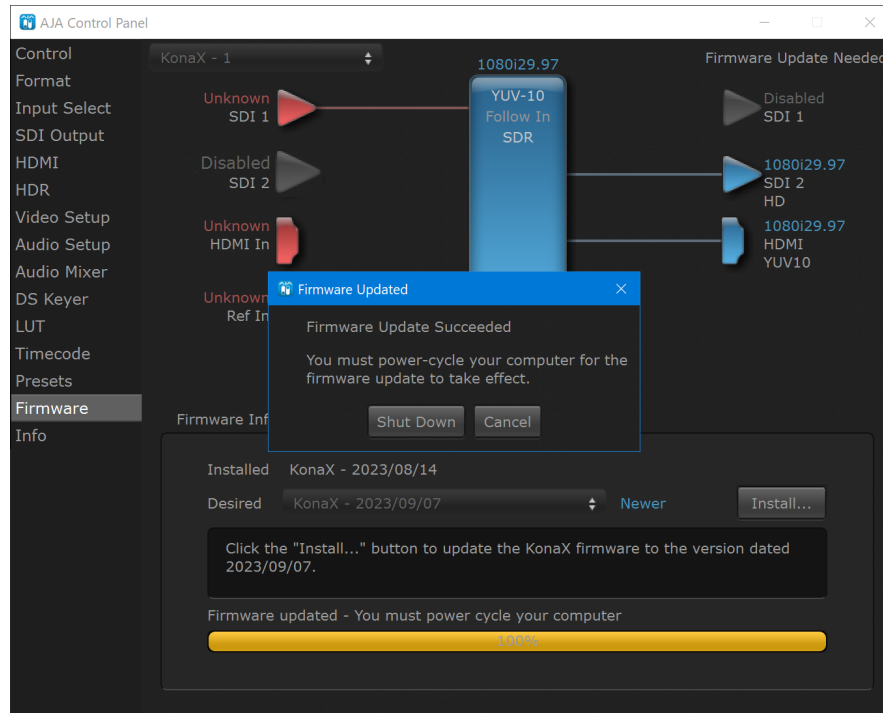 AJA Control Panel
Control
Format
Input Select
SDI Output
HDMI
HDR
Video Setup
Audio Setup
Audio Mixer
DS Keyer
LUT
Timecode
Presets
Firmware
Info
KonaX - 1
1080i29.97
Firmware Update Needed
Unknown
SDI 1
YUV-10
Follow In
SDR
Disabled
SDI 1
Disabled
SDI 2
1080i29.97
SDI 2
HD
Unknown
HDMI In
1080i29.97
HDMI
YUV10
Unknown
Ref In
Firmware Updated
Firmware Update Succeeded
You must power-cycle your computer for the
firmware update to take effect.
Shut Down Cancel
Firmware Inf
Installed KonaX - 2023/08/14
Desired KonaX - 2023/09/07 Newer Install...
Click the "Install..." button to update the KonaX firmware to the version dated
2023/09/07.
Firmware updated - You must power cycle your computer
100%